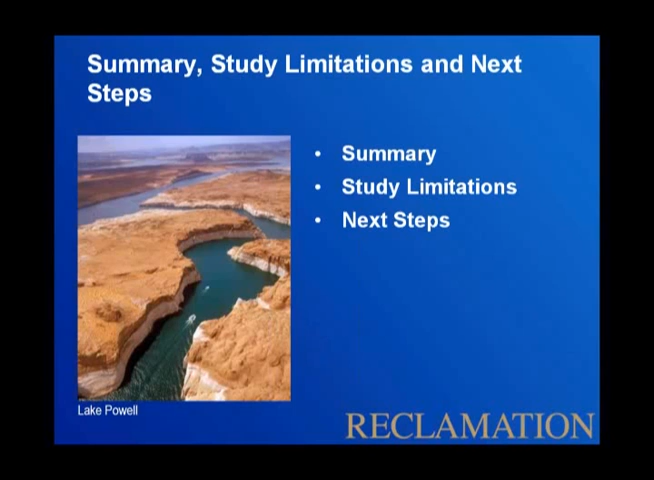 Summary, Study Limitations and Next
Steps
• Summary
• Study Limitations
• Next Steps
Lake Powell
RECLAMATION